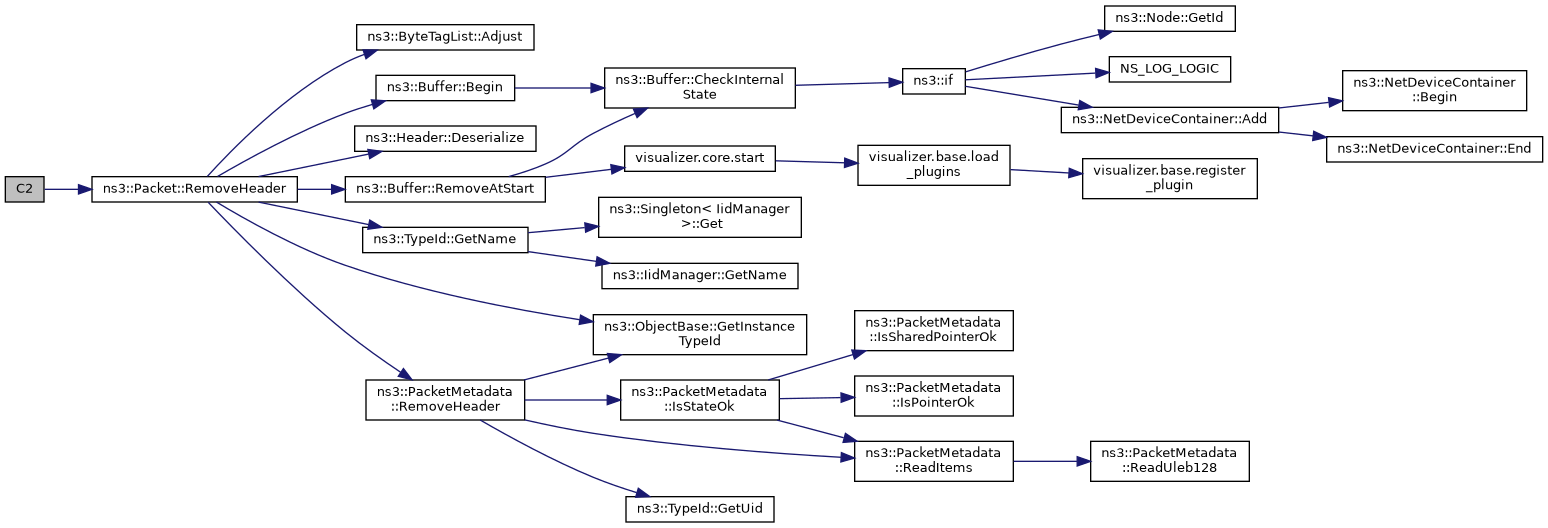 C2
ns3::Packet::RemoveHeader
ns3::ByteTagList::Adjust
ns3::Buffer::Begin
ns3::Header::Deserialize
ns3::Buffer::RemoveAtStart
ns3::TypeId::GetName
ns3::PacketMetadata
::RemoveHeader
ns3::Buffer::CheckInternal
State
visualizer.core.start
ns3::Singleton< IidManager
>::Get
ns3::IidManager::GetName
ns3::ObjectBase::GetInstance
TypeId
ns3::PacketMetadata
::IsStateOk
ns3::TypeId::GetUid
ns3::if
visualizer.base.load
_plugins
ns3::PacketMetadata
::IsSharedPointerOk
ns3::PacketMetadata
::IsPointerOk
ns3::PacketMetadata
::ReadItems
ns3::Node::GetId
NS_LOG_LOGIC
ns3::NetDeviceContainer::Add
visualizer.base.register
_plugin
ns3::PacketMetadata
::ReadUleb128
ns3::NetDeviceContainer
::Begin
ns3::NetDeviceContainer::End